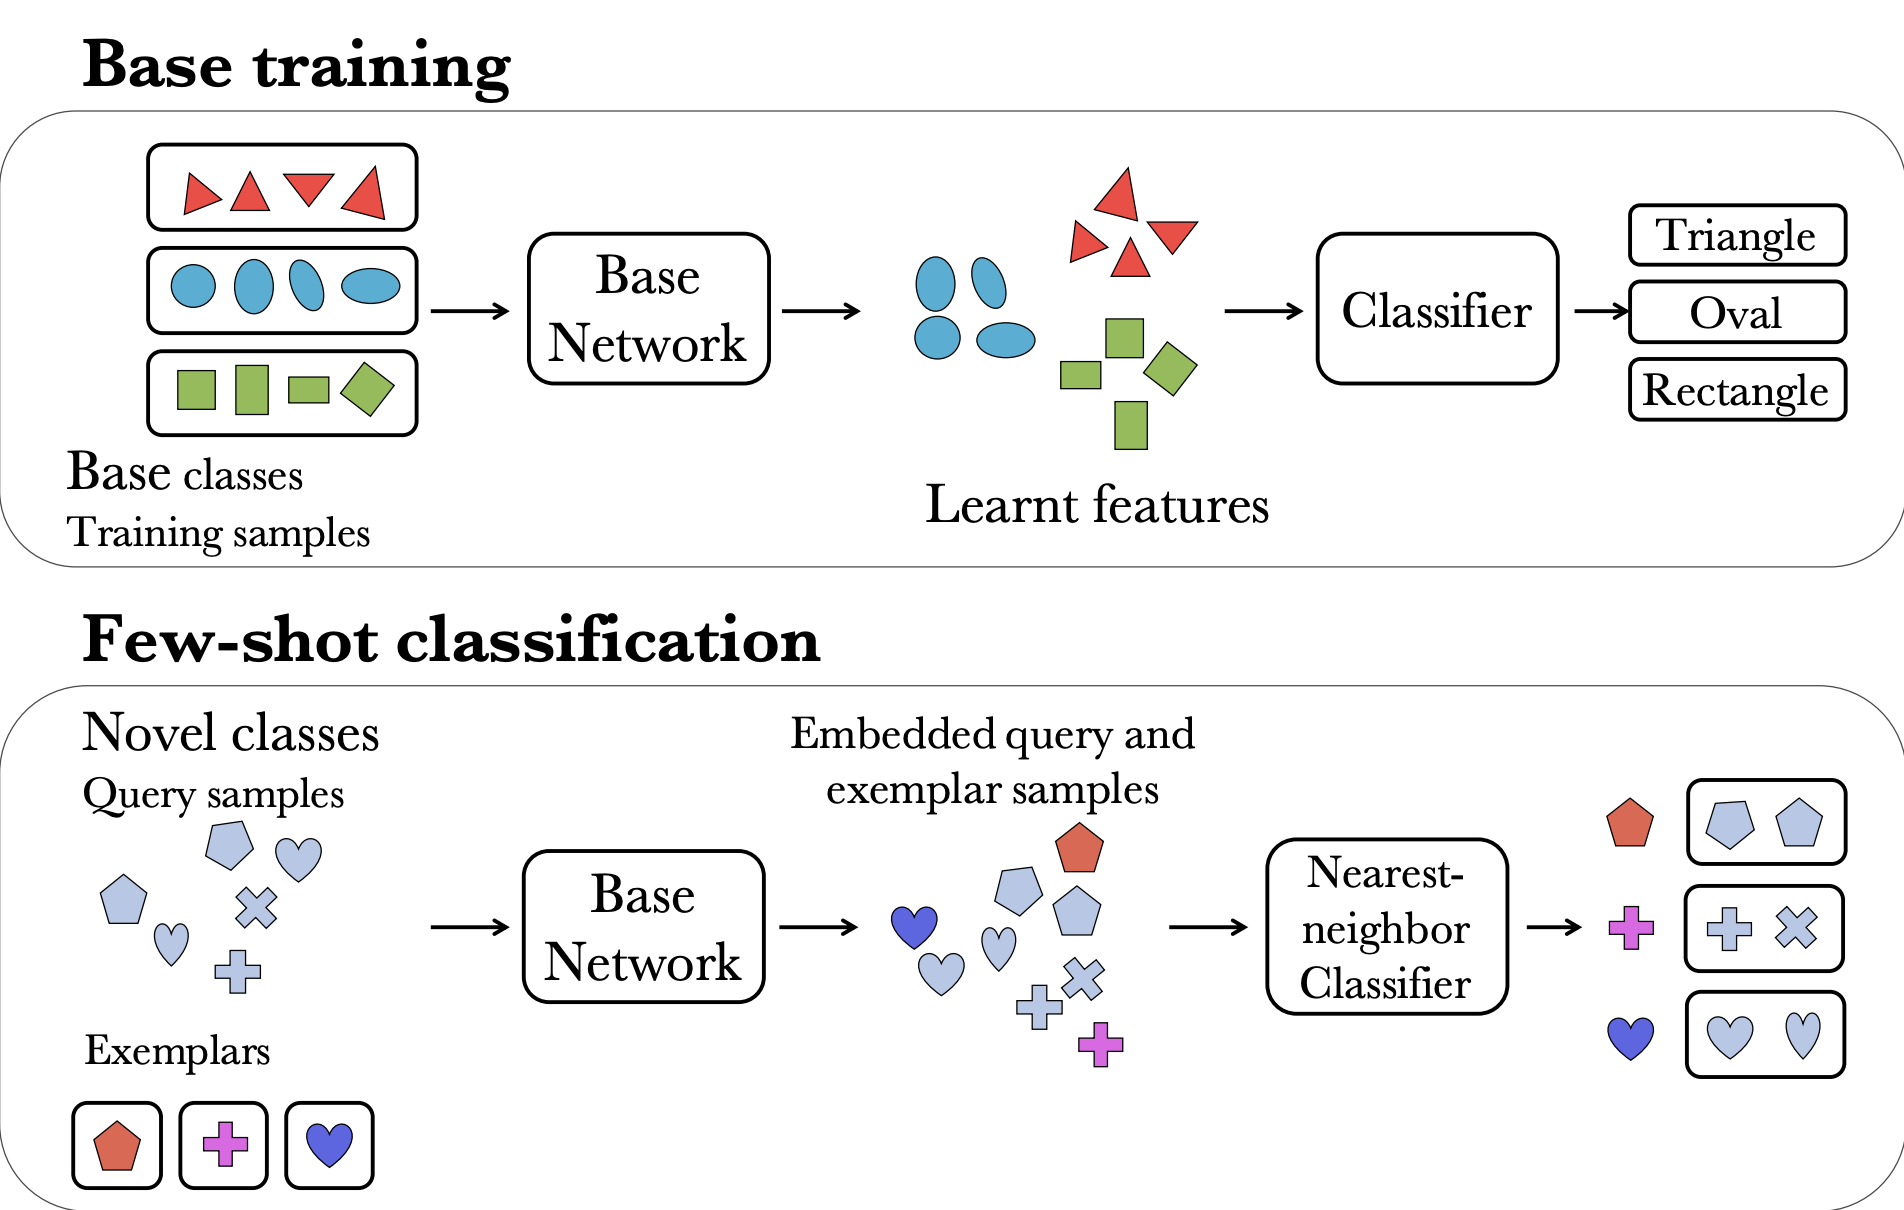 Base training
Base
Network
Classifier
Triangle
Oval
Rectangle
Base classes
Training samples
Learnt features
Few-shot classification
Novel classes
Query samples
Embedded query and
exemplar samples
Base
Network
Nearest-
neighbor
Classifier
Exemplars